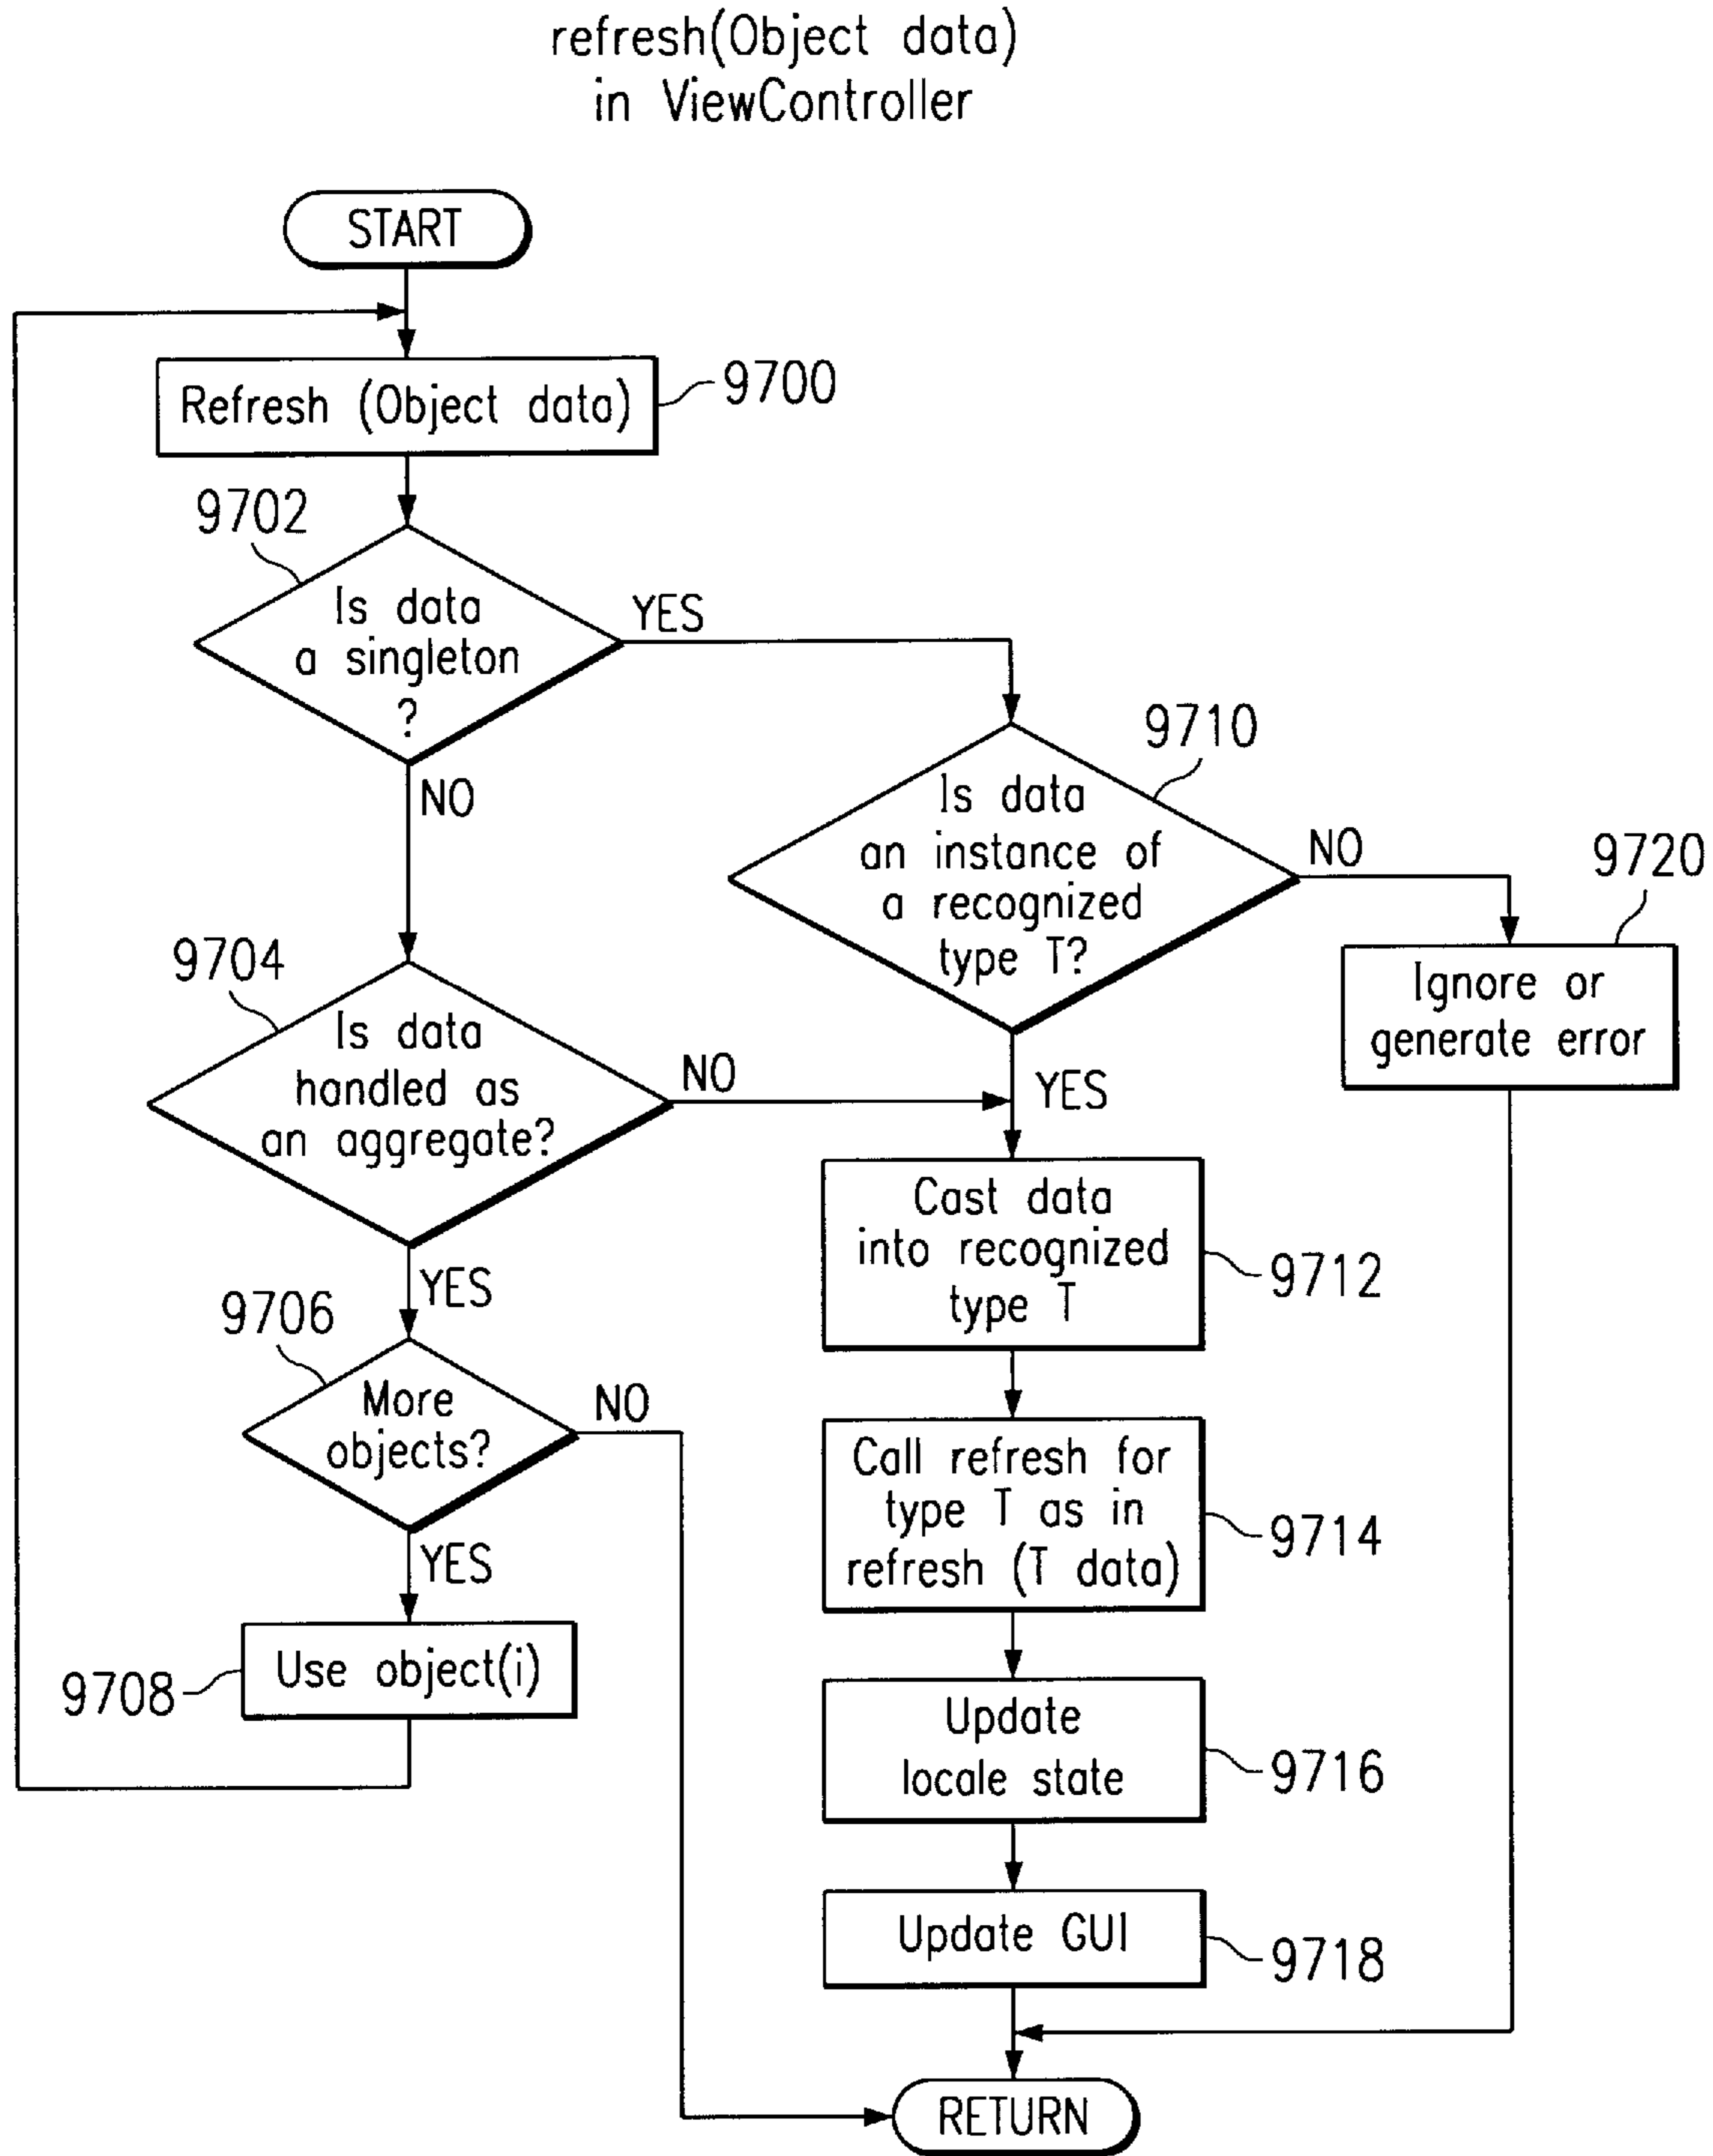 refresh(Object data)
in ViewController
START
Refresh (Object data)
9700
9702
Is data
a singleton
?
YES
NO
9710
Is data
an instance of
a recognized
type T?
NO
9720
Ignore or
generate error
9704
Is data
handled as
an aggregate?
NO
YES
YES
Cast data
into recognized
type T
9712
9706
More
objects?
NO
YES
Call refresh for
type T as in
refresh (T data)
9714
Use object(i)
9708
Update
locale state
9716
Update GUI
9718
RETURN